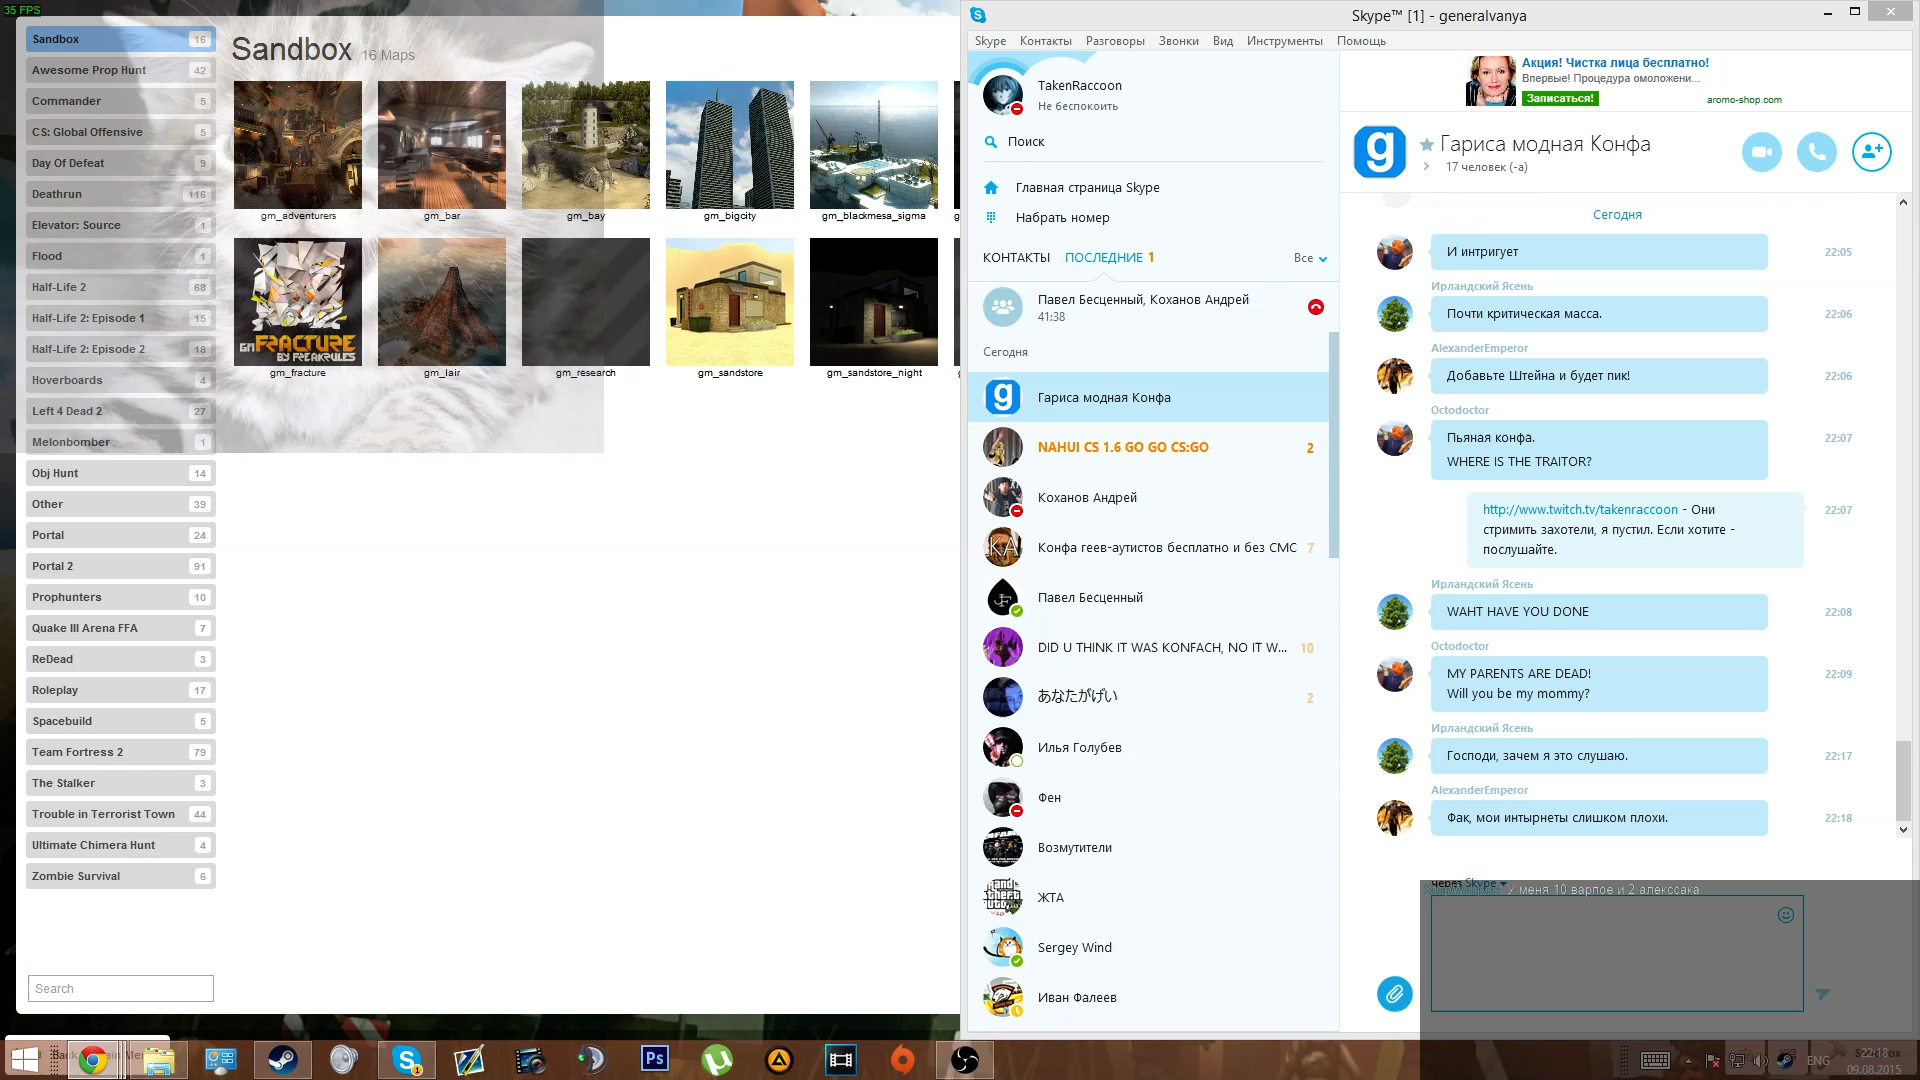 35 FPS
Sandbox 16
Awesome Prop Hunt 42
Commander 5
CS: Global Offensive 5
Day Of Defeat 9
Deathrun 116
Elevator: Source 1
Flood 1
Half-Life 2 68
Half-Life 2: Episode 1 15
Half-Life 2: Episode 2 18
Hoverboards 4
Left 4 Dead 2 27
Melonbomber 1
Obj Hunt 14
Other 39
Portal 24
Portal 2 91
Prophunters 10
Quake III Arena FFA 7
ReDead 3
Roleplay 17
Spacebuild 5
Team Fortress 2 79
The Stalker 3
Trouble in Terrorist Town 44
Ultimate Chimera Hunt 4
Zombie Survival 6
Search
Sandbox 16 Maps
gm_adventurers
gm_bar
gm_bay
gm_bigcity
gm_blackmesa_sigma
gmFRACTURE
BY FREAKRULES
gm_fracture
gm_lair
gm_research
gm_sandstore
gm_sandstore_night
Skype™ [1] - generalvanya
Skype Контакты Разговоры Звонки Вид Инструменты Помощь
TakenRaccoon
Не беспокоить
Поиск
Главная страница Skype
Набрать номер
КОНТАКТЫ ПОСЛЕДНИЕ 1 Все
Павел Бесценный, Коханов Андрей
41:38
Сегодня
Гариса модная Конфа
NAHUI CS 1.6 GO GO CS:GO 2
Коханов Андрей
КА
Конфа геев-аутистов бесплатно и без СМС 7
Павел Бесценный
DID U THINK IT WAS KONFACH, NO IT W... 10
あなたがげい 2
Илья Голубев
Фен
Возмутители
ЖТА
Sergey Wind
Иван Фалеев
Акция! Чистка лица бесплатно!
Впервые! Процедура омоложени...
Записаться!
aromo-shop.com
Гариса модная Конфа
17 человек (-а)
Сегодня
И интригует 22:05
Ирландский Ясень
Почти критическая масса. 22:06
AlexanderEmperor
Добавьте Штейна и будет пик! 22:06
Octodoctor
Пьяная конфа. 22:07
WHERE IS THE TRAITOR?
http://www.twitch.tv/takenraccoon - Они 22:07
стримить захотели, я пустил. Если хотите -
послушайте.
Ирландский Ясень
WAHT HAVE YOU DONE 22:08
Octodoctor
MY PARENTS ARE DEAD! 22:09
Will you be my mommy?
Ирландский Ясень
Господи, зачем я это слушаю. 22:17
AlexanderEmperor
Фак, мои интырнеты слишком плохи. 22:18
через Skype
У меня 10 варлое и 2 алекссака
Ps
ENG
22:18
09.08.2015